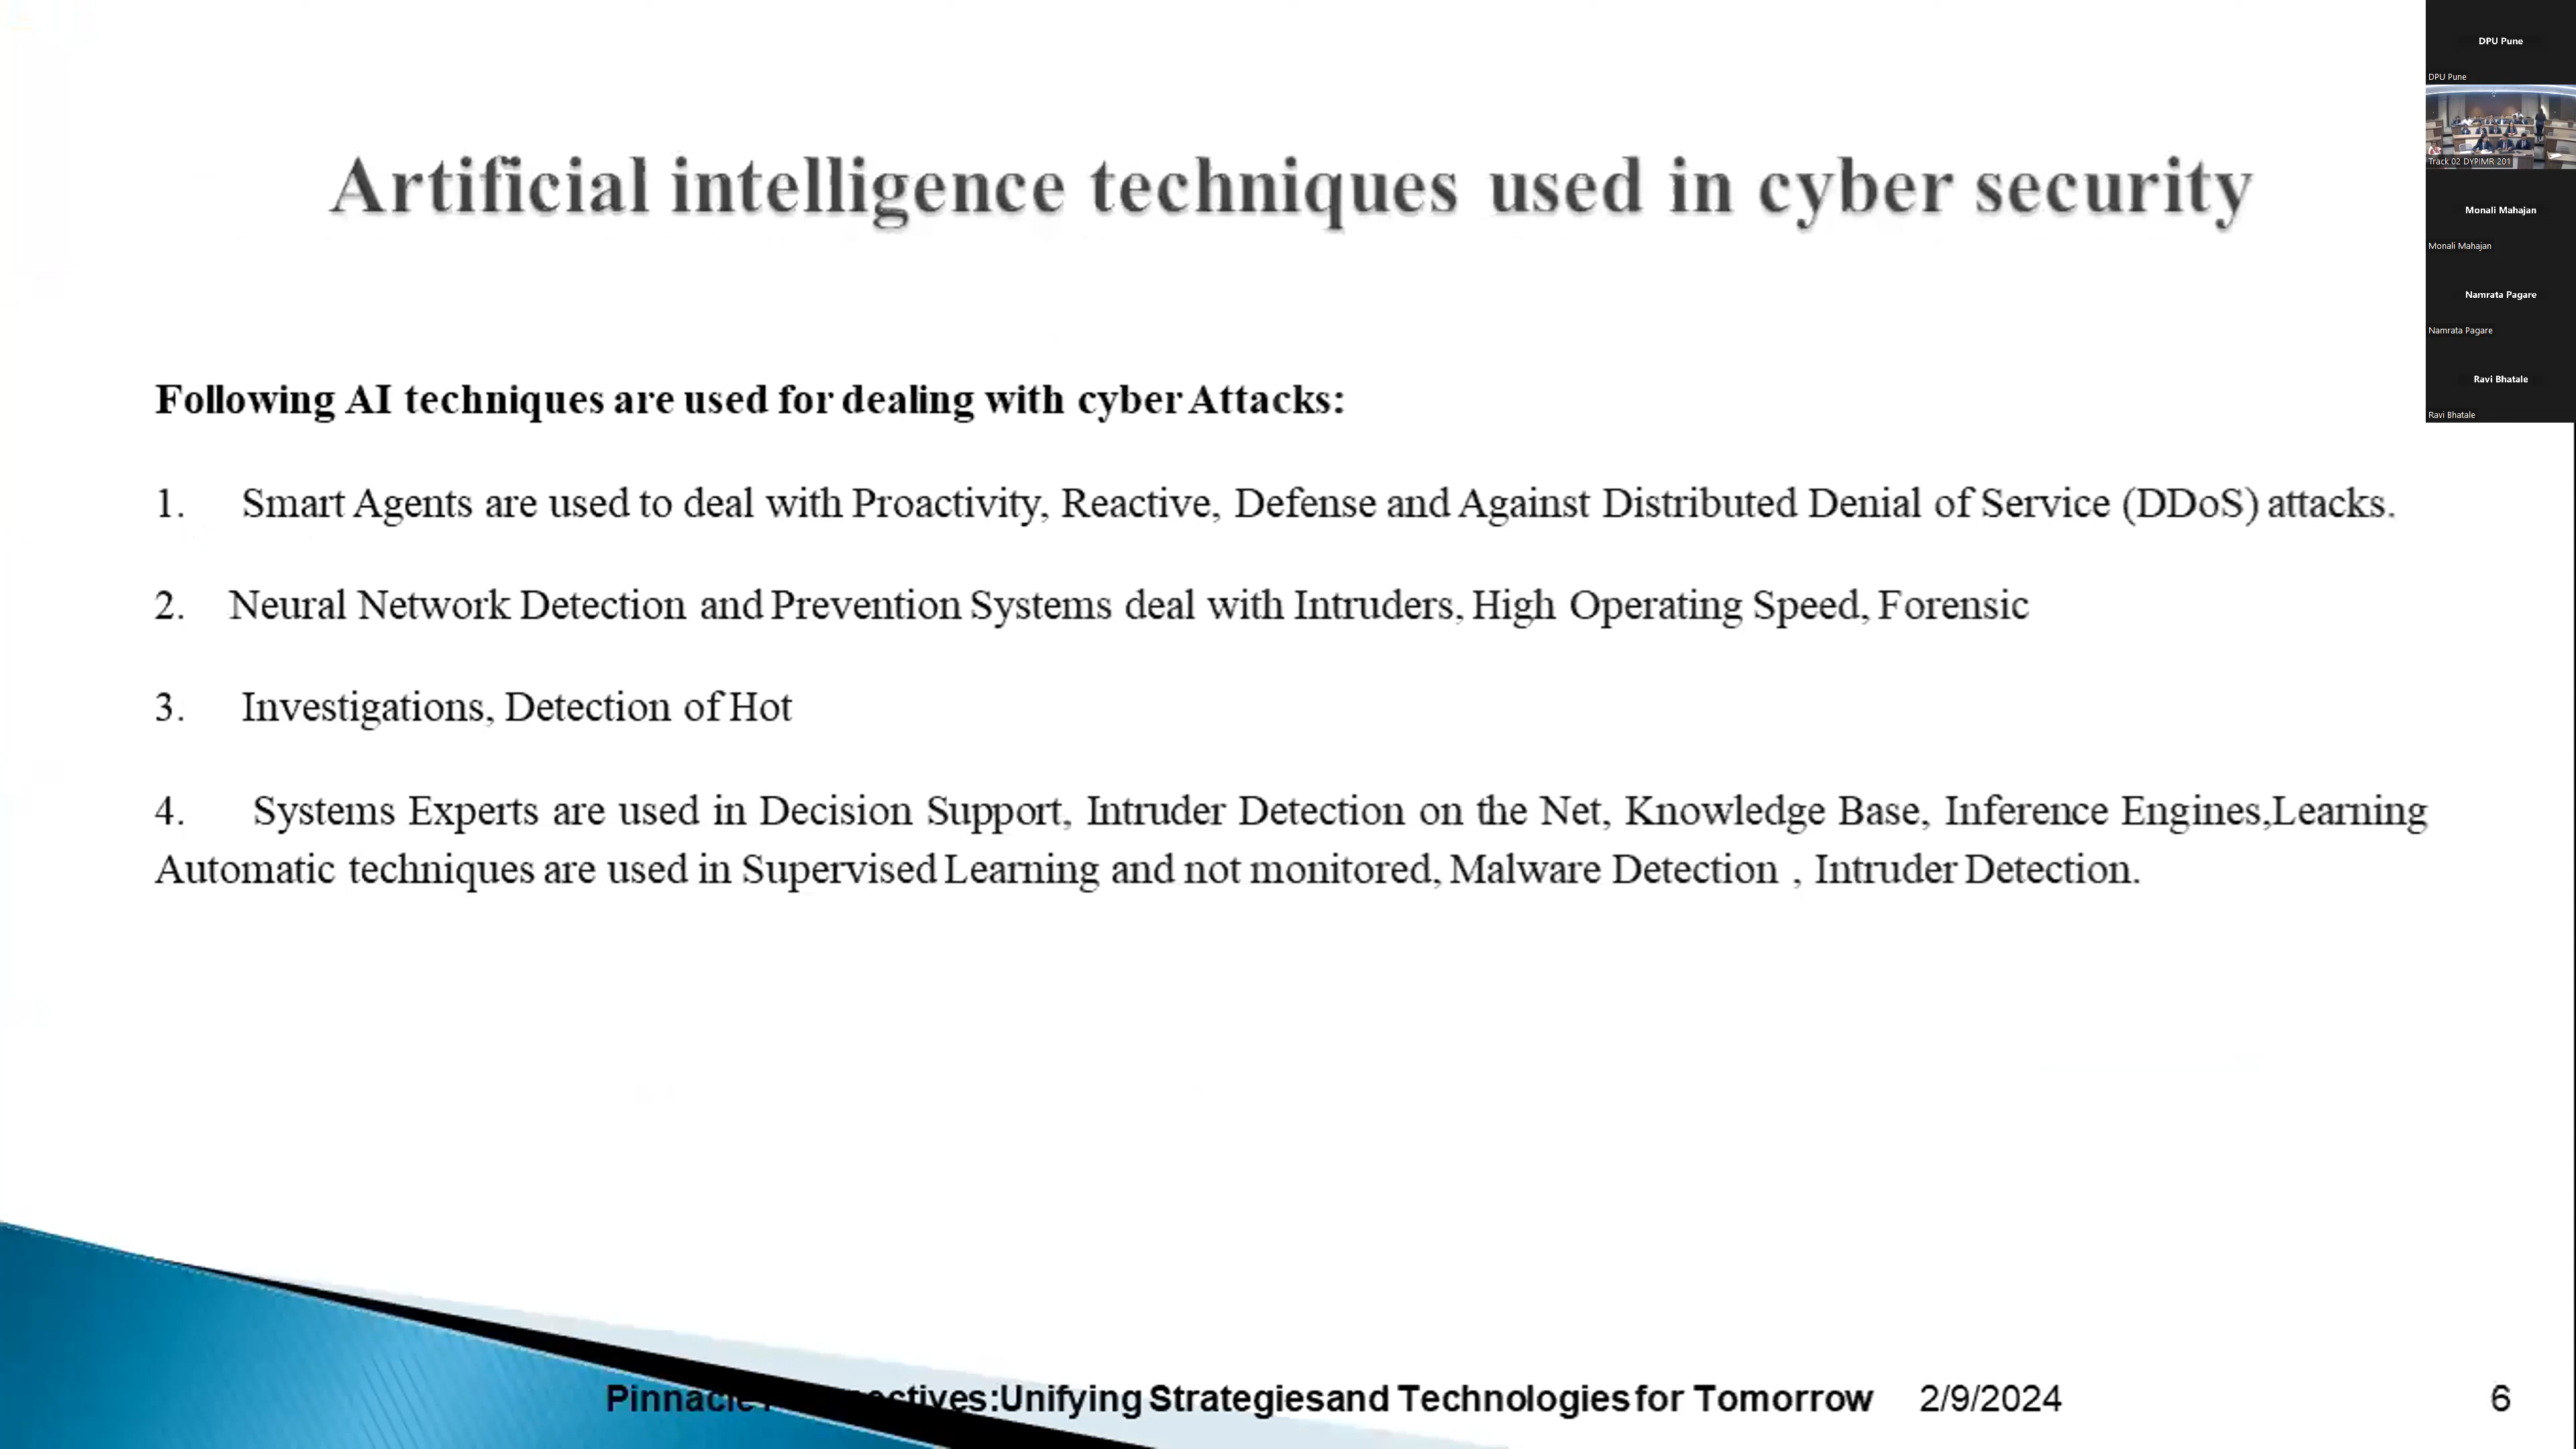 Artificial intelligence techniques used in cyber security
Following AI techniques are used for dealing with cyber Attacks:
1. Smart Agents are used to deal with Proactivity, Reactive, Defense and Against Distributed Denial of Service (DDoS) attacks.
2. Neural Network Detection and Prevention Systems deal with Intruders, High Operating Speed, Forensic
3. Investigations, Detection of Hot
4. Systems Experts are used in Decision Support, Intruder Detection on the Net, Knowledge Base, Inference Engines,Learning
Automatic techniques are used in Supervised Learning and not monitored, Malware Detection , Intruder Detection.
:Unifying Strategiesand Technologies for Tomorrow 2/9/2024 6
DPU Pune
DPU Pune
Track 02 DYPIMR 201
Monali Mahajan
Monali Mahajan
Namrata Pagare
Namrata Pagare
Ravi Bhatale
Ravi Bhatale